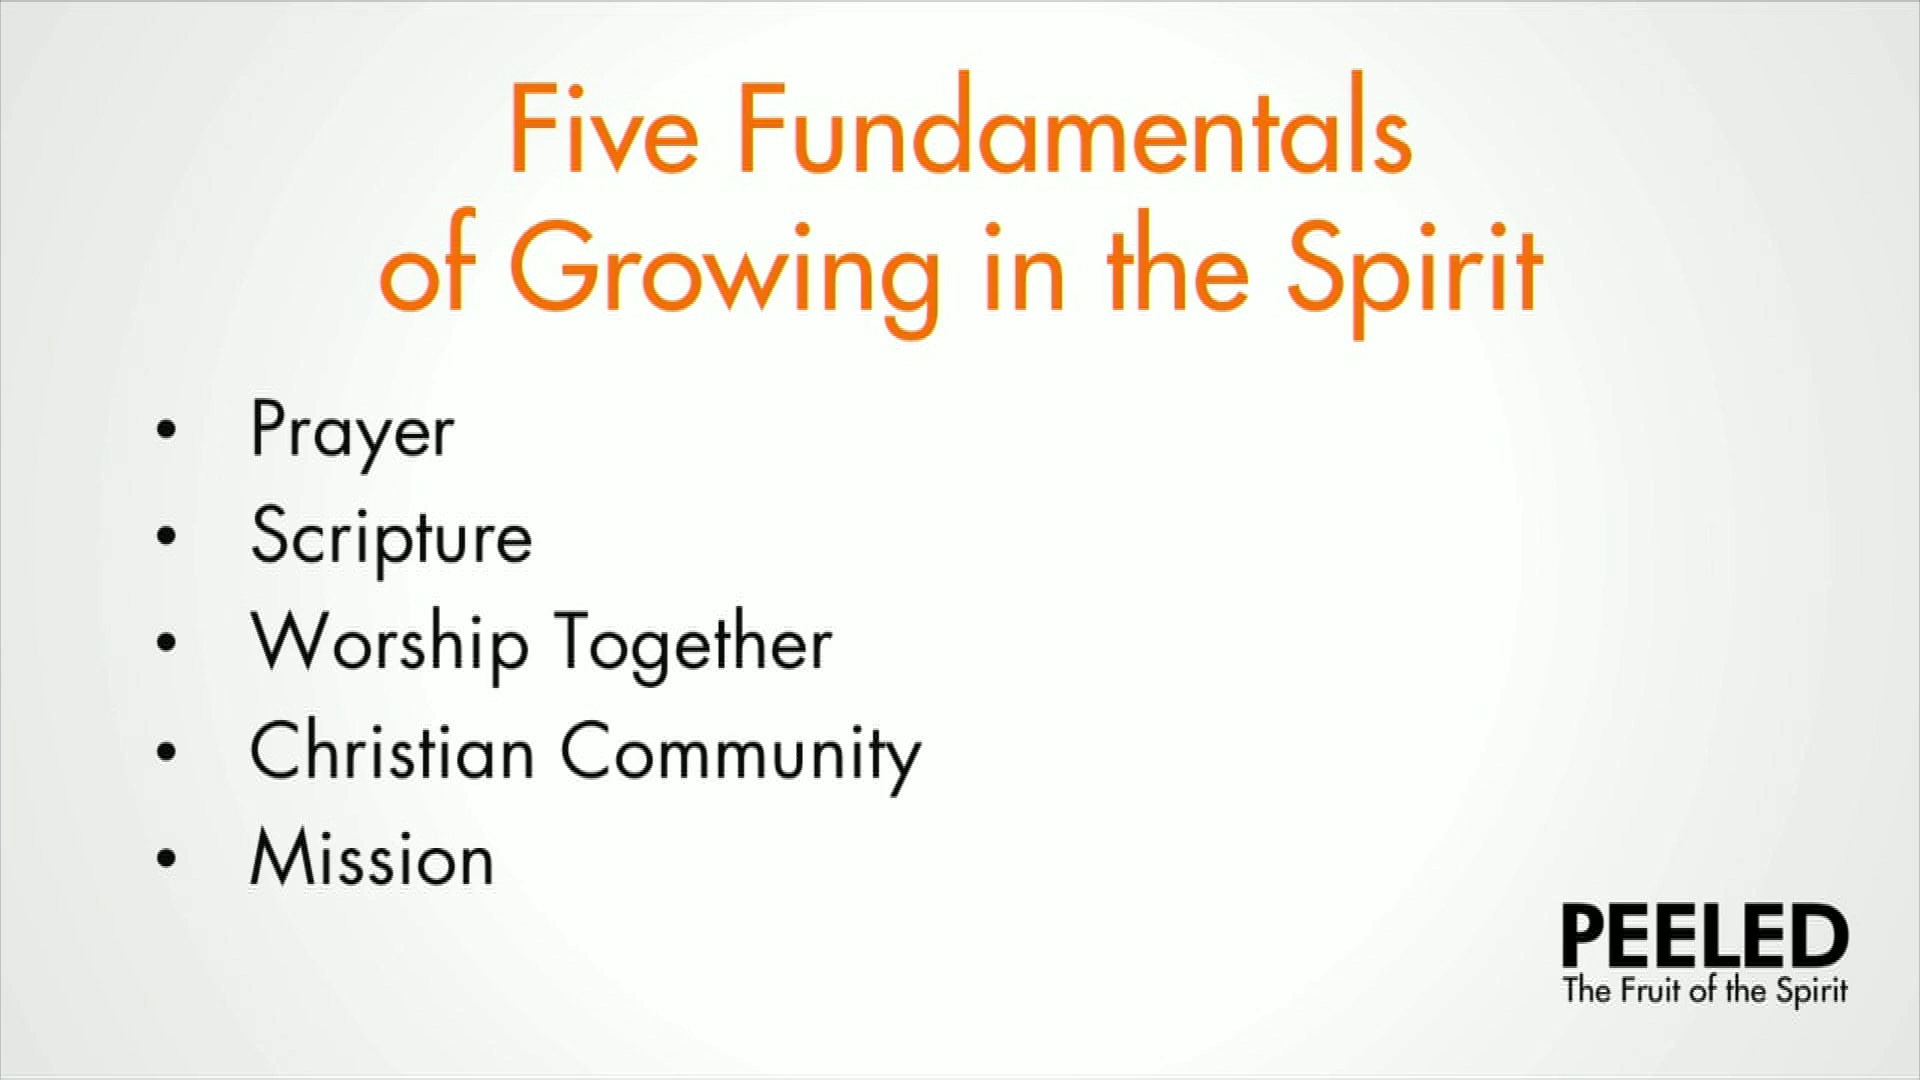 Five Fundamentals
of Growing in the Spirit
• Prayer
• Scripture
• Worship Together
• Christian Community
• Mission
PEELED
The Fruit of the Spirit